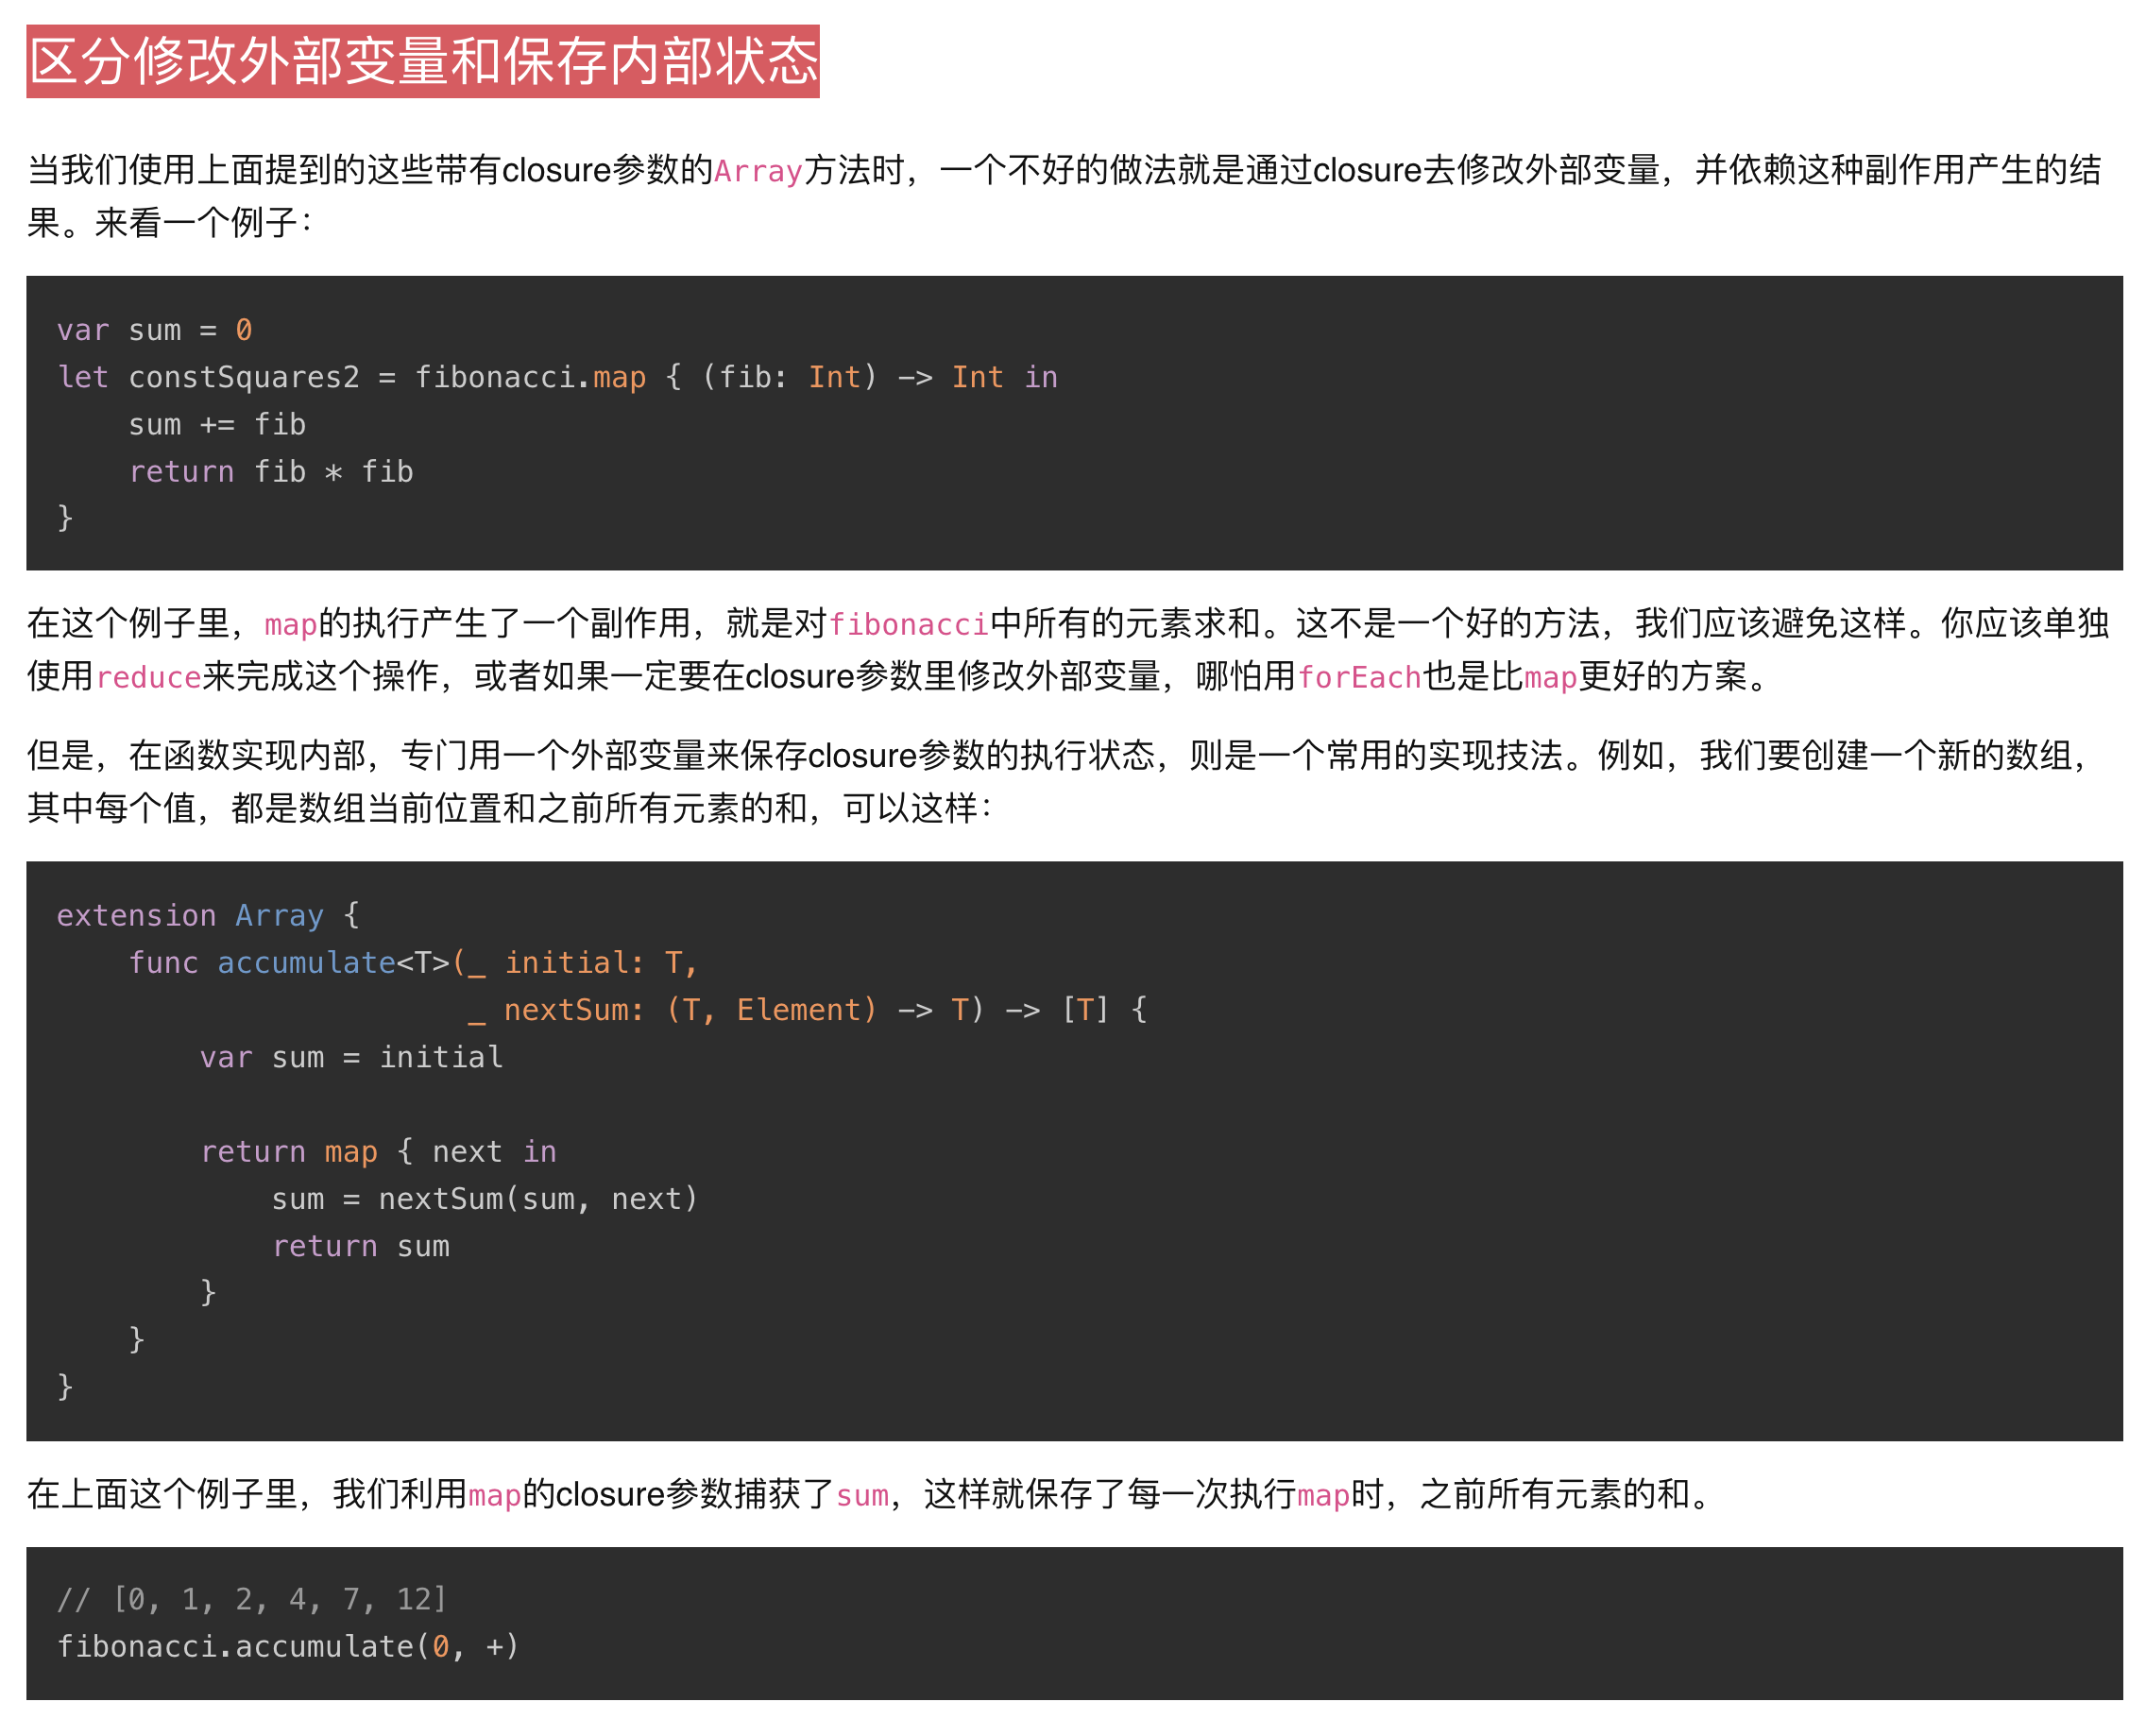 区分修改外部变量和保存内部状态
当我们使用上面提到的这些带有closure参数的Array方法时，一个不好的做法就是通过closure去修改外部变量，并依赖这种副作用产生的结
果。来看一个例子：
var sum = 0
let constSquares2 = fibonacci.map { (fib: Int) -> Int in
    sum += fib
    return fib * fib
}
在这个例子里，map的执行产生了一个副作用，就是对fibonacci中所有的元素求和。这不是一个好的方法，我们应该避免这样。你应该单独
使用reduce来完成这个操作，或者如果一定要在closure参数里修改外部变量，哪怕用forEach也是比map更好的方案。
但是，在函数实现内部，专门用一个外部变量来保存closure参数的执行状态，则是一个常用的实现技法。例如，我们要创建一个新的数组，
其中每个值，都是数组当前位置和之前所有元素的和，可以这样：
extension Array {
    func accumulate<T>(_ initial: T,
                       _ nextSum: (T, Element) -> T) -> [T] {
        var sum = initial
        return map { next in
            sum = nextSum(sum, next)
            return sum
        }
    }
}
在上面这个例子里，我们利用map的closure参数捕获了sum，这样就保存了每一次执行map时，之前所有元素的和。
// [0, 1, 2, 4, 7, 12]
fibonacci.accumulate(0, +)